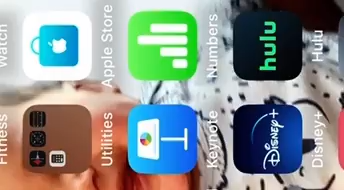 Watch
Apple Store
Numbers
hulu
Hulu
Fitness
Utilities
Keynote
Disney+
Disney+